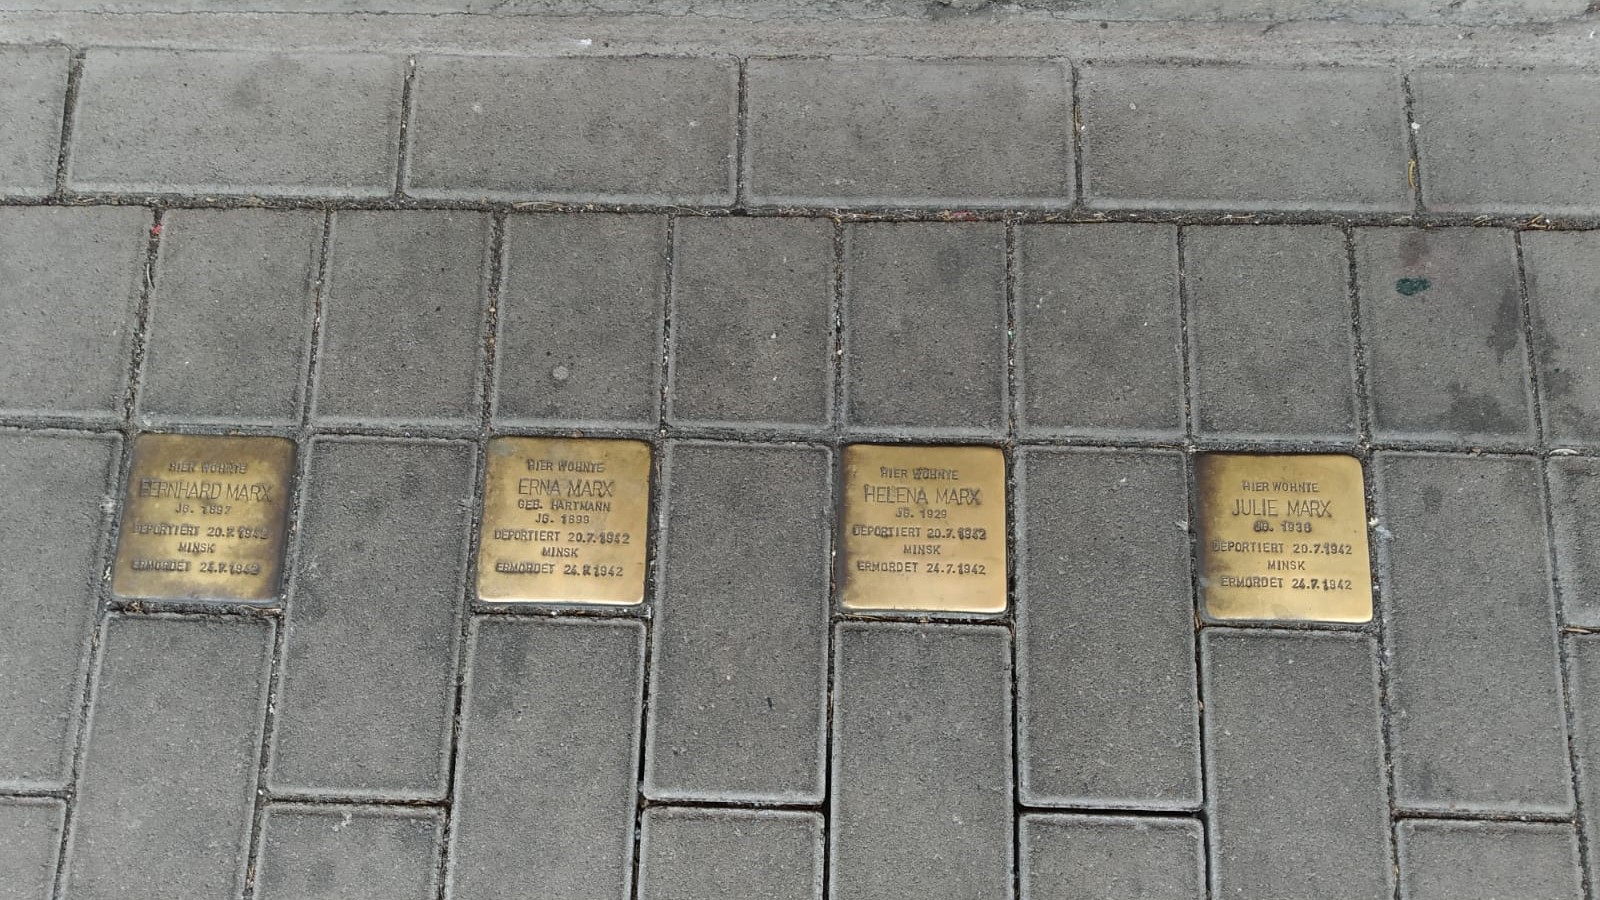 HIER WOHNTE
BERNHARD MARX
JG. 1897
DEPORTIERT 20.7.1942
MINSK
ERMORDET 24.7.1942
HIER WOHNTE
ERNA MARX
GEB. HARTMANN
JG. 1899
DEPORTIERT 20.7.1942
MINSK
ERMORDET 24.7.1942
HIER WOHNTE
HELENA MARX
JG. 1929
DEPORTIERT 20.7.1942
MINSK
ERMORDET 24.7.1942
HIER WOHNTE
JULIE MARX
JG.
DEPORTIERT 20.7.1942
MINSK
ERMORDET 24.7.1942